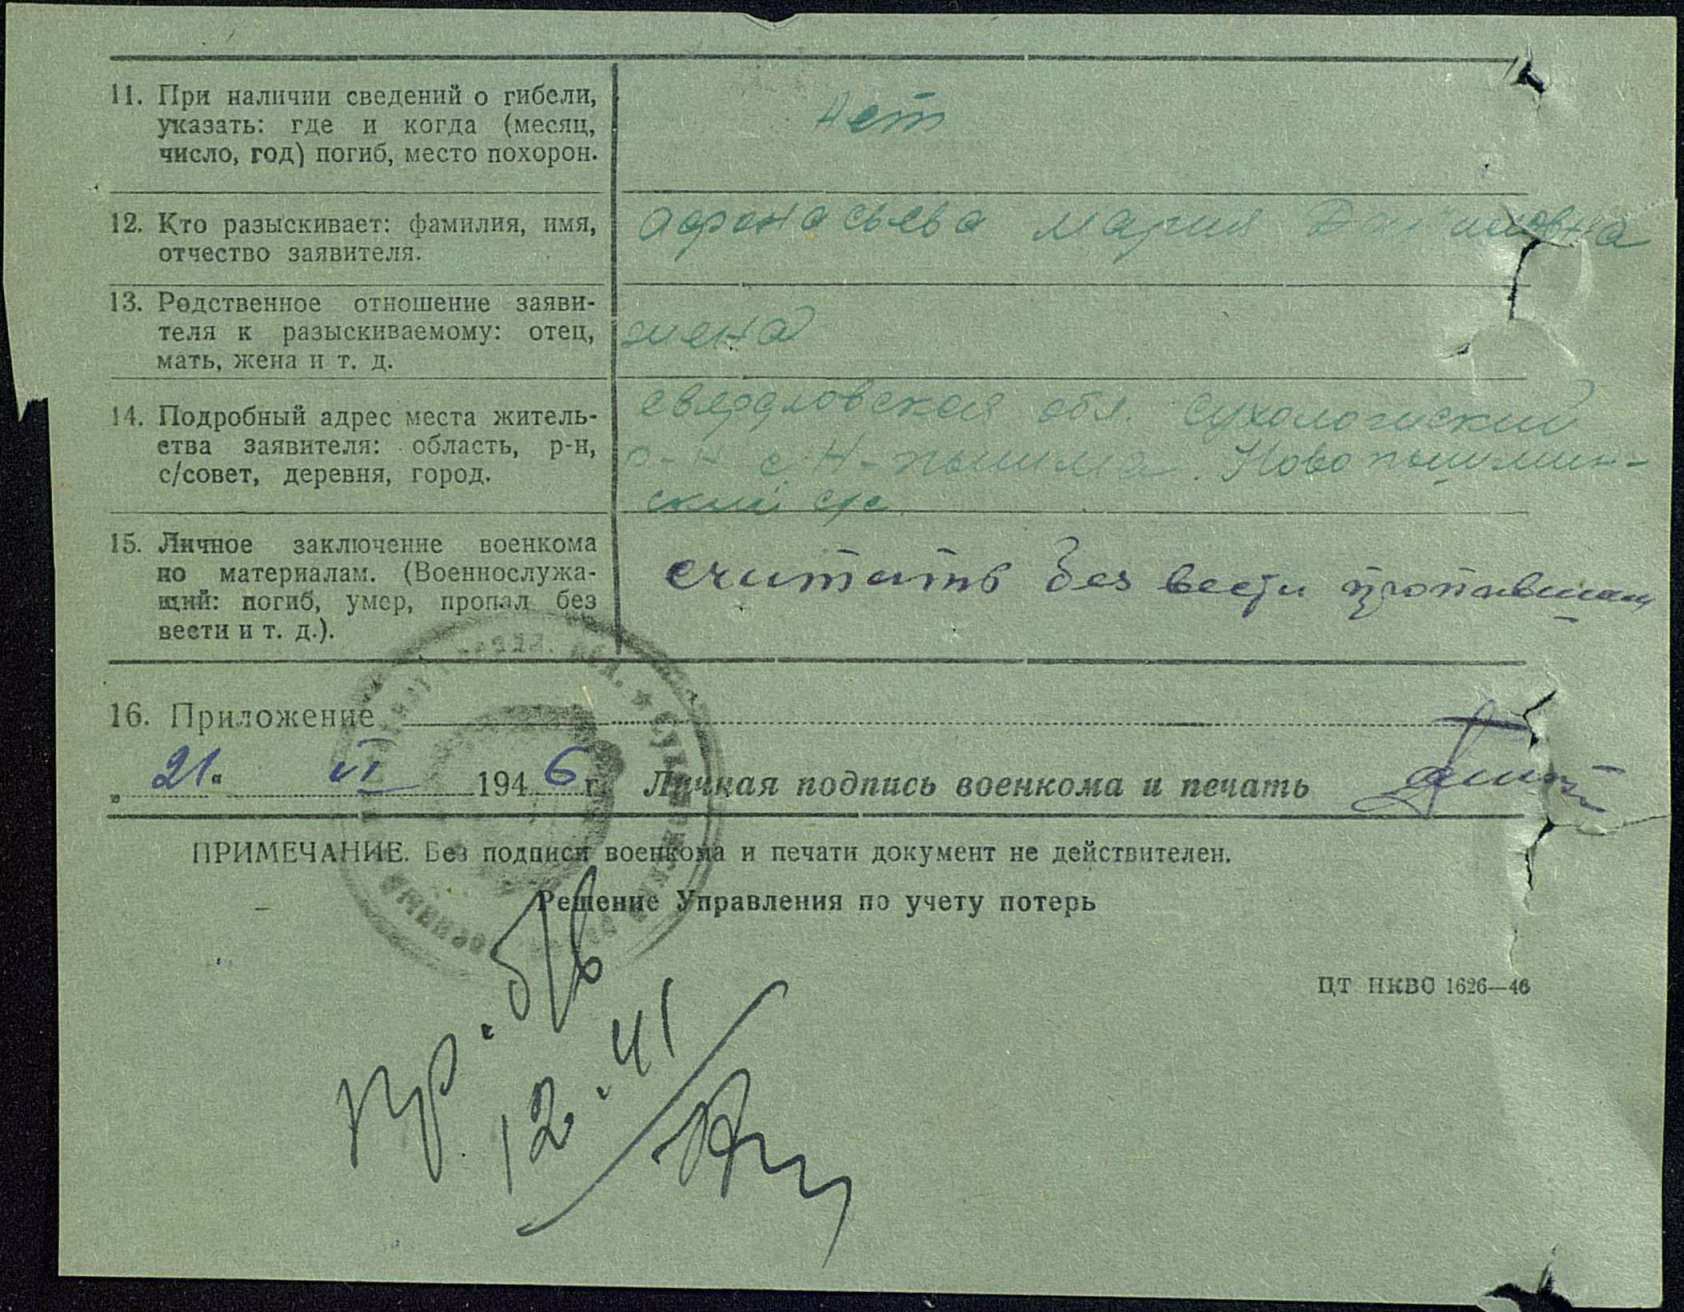 11. При наличии сведений о гибели,
указать: где и когда (месяц,
число, год) погиб, место похорон.
нет
12. Кто разыскивает: фамилия, имя,
отчество заявителя.
Афонасьева Мария
13. Родственное отношение заяви-
теля к разыскиваемому: отец,
мать, жена и т. д.
жена
14. Подробный адрес места житель-
ства заявителя: область, р-н,
с/совет, деревня, город.
свердловская обл. Сухоложский
р-н с Н-пышма. Новопышмин-
ский с/с
15. Личное заключение военкома
по материалам. (Военнослужа-
щий: погиб, умер, пропал без
вести и т. д.).
считать без вести пропавшим
16. Приложение
„21“ VI 1946 г. Личная подпись военкома и печать
ПРИМЕЧАНИЕ. Без подписи военкома и печати документ не действителен.
Решение Управления по учету потерь
ЦТ НКВС 1626—46
пр. б/в
12.41